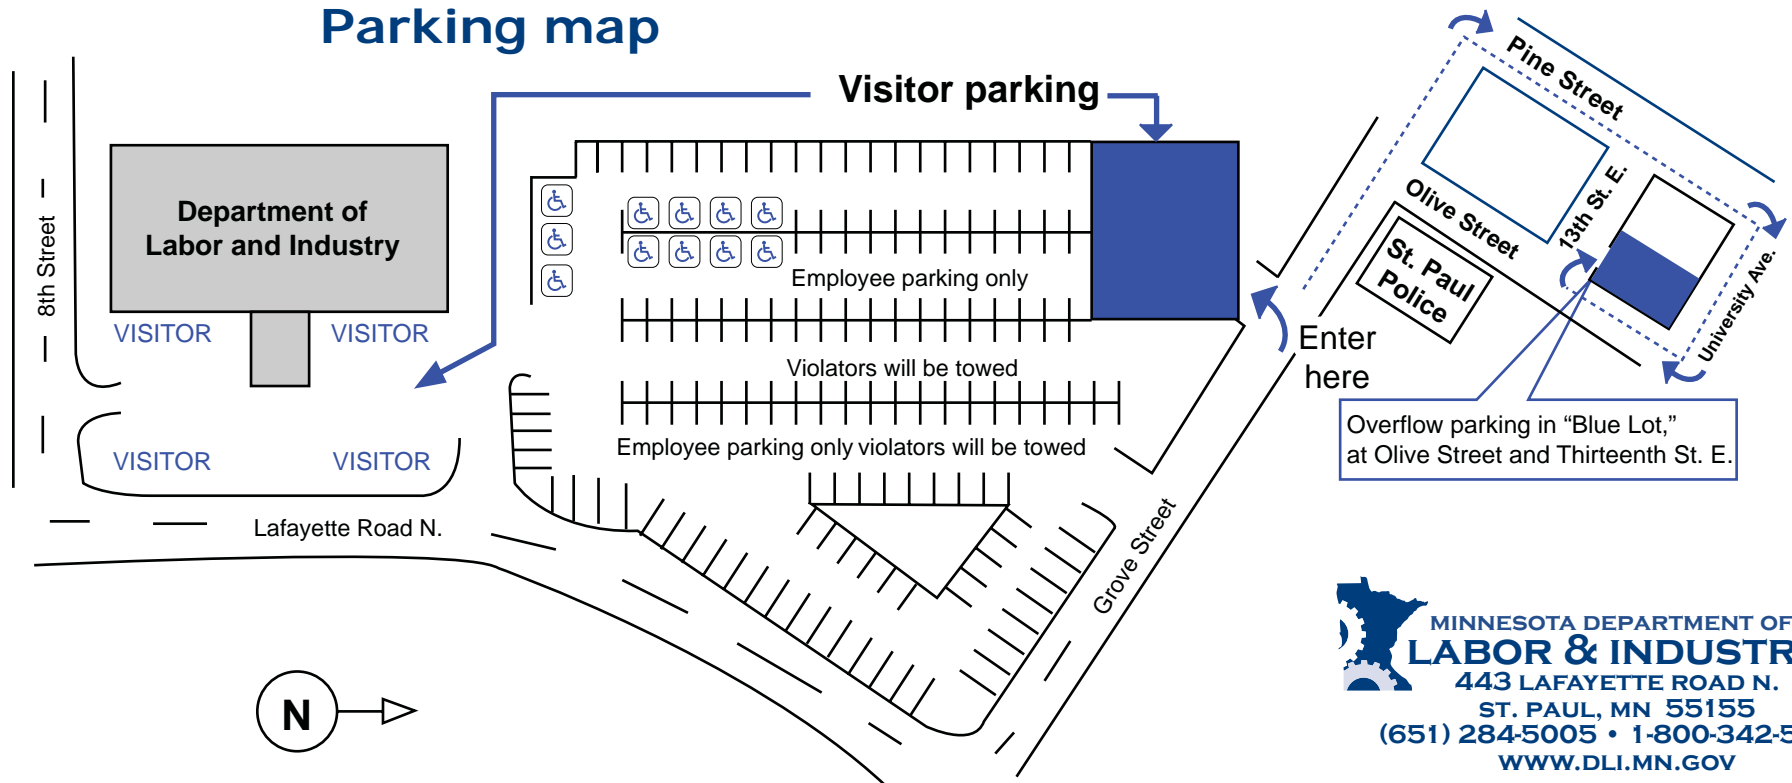 Parking map
Visitor parking
Pine Street
8th Street
Department of
Labor and Industry
VISITOR
VISITOR
VISITOR
VISITOR
Lafayette Road N.
Employee parking only
Violators will be towed
Employee parking only violators will be towed
Grove Street
Enter
here
Olive Street
13th St. E.
University Ave.
St. Paul
Police
Overflow parking in “Blue Lot,”
at Olive Street and Thirteenth St. E.
N
MINNESOTA DEPARTMENT OF
LABOR & INDUSTR
443 LAFAYETTE ROAD N.
ST. PAUL, MN 55155
(651) 284-5005 • 1-800-342-5
WWW.DLI.MN.GOV